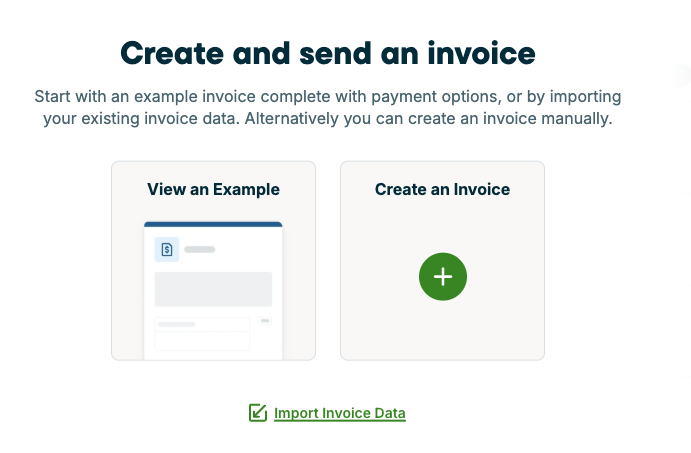 Create and send an invoice
Start with an example invoice complete with payment options, or by importing
your existing invoice data. Alternatively you can create an invoice manually.
View an Example
Create an Invoice
$
Import Invoice Data